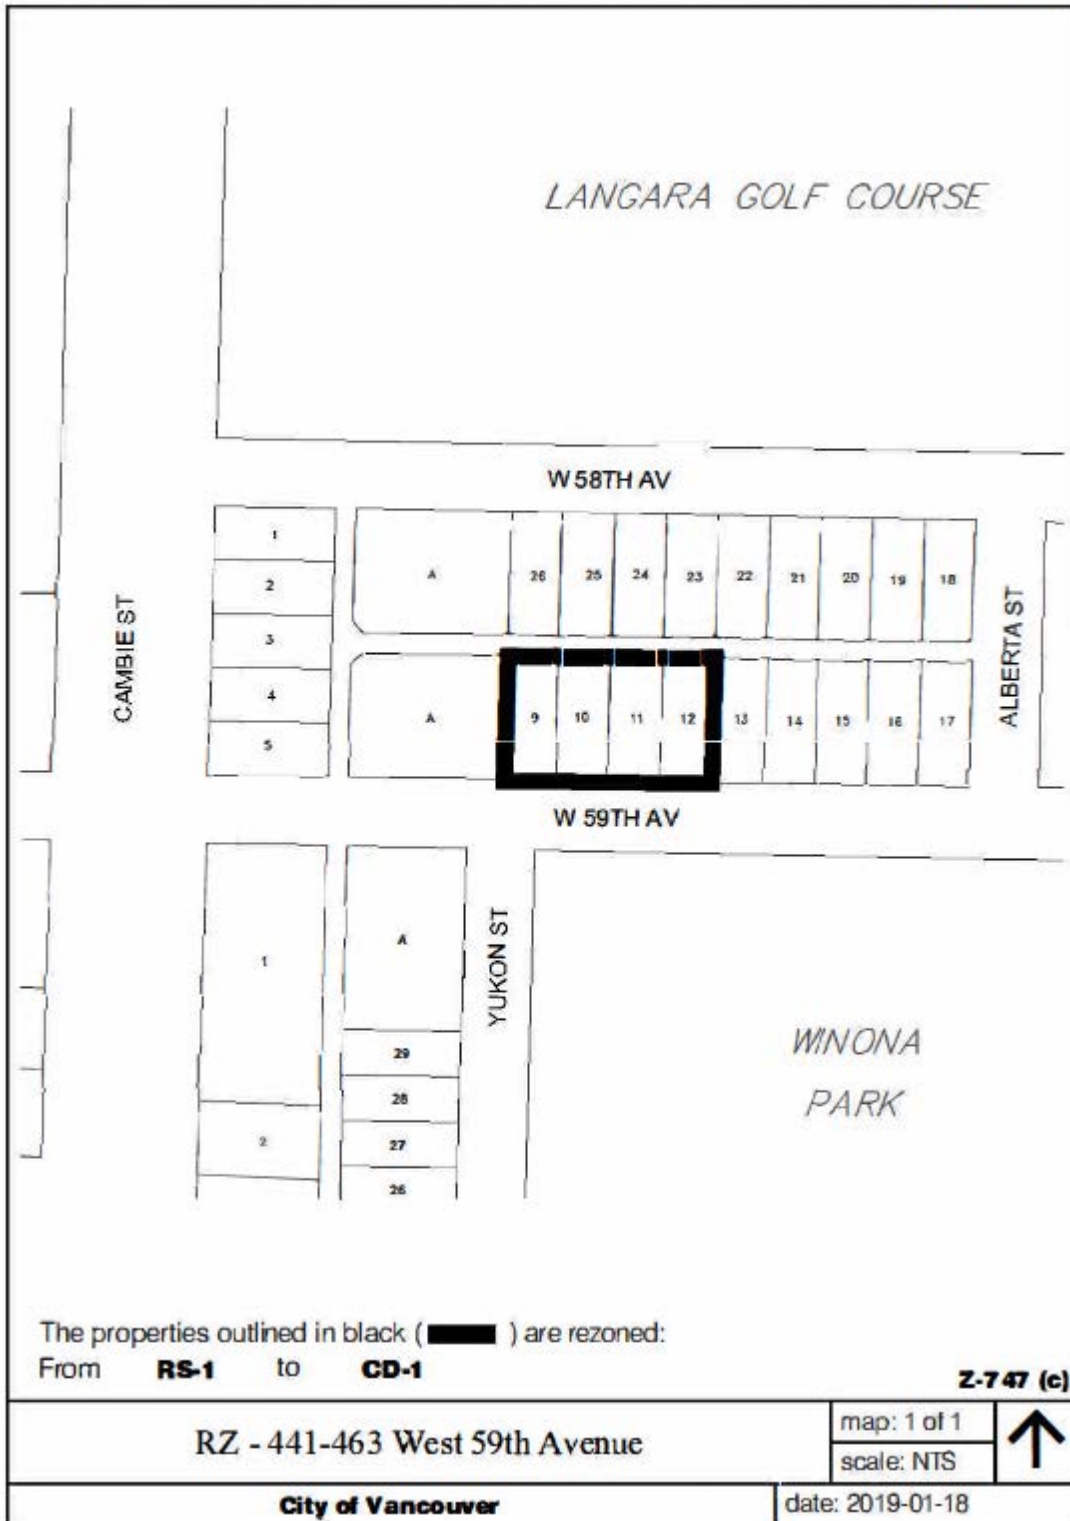 LANGARA GOLF COURSE
W 58TH AV
CAMBIE ST
1
2
3
4
5
A
26
25
24
23
22
21
20
19
18
ALBERTA ST
A
9
10
11
12
13
14
15
16
17
W 59TH AV
1
2
A
29
28
27
26
YUKON ST
WINONA
PARK
The properties outlined in black ( ) are rezoned:
From RS-1 to CD-1
Z-747 (c)
RZ - 441-463 West 59th Avenue
map: 1 of 1
scale: NTS
City of Vancouver
date: 2019-01-18